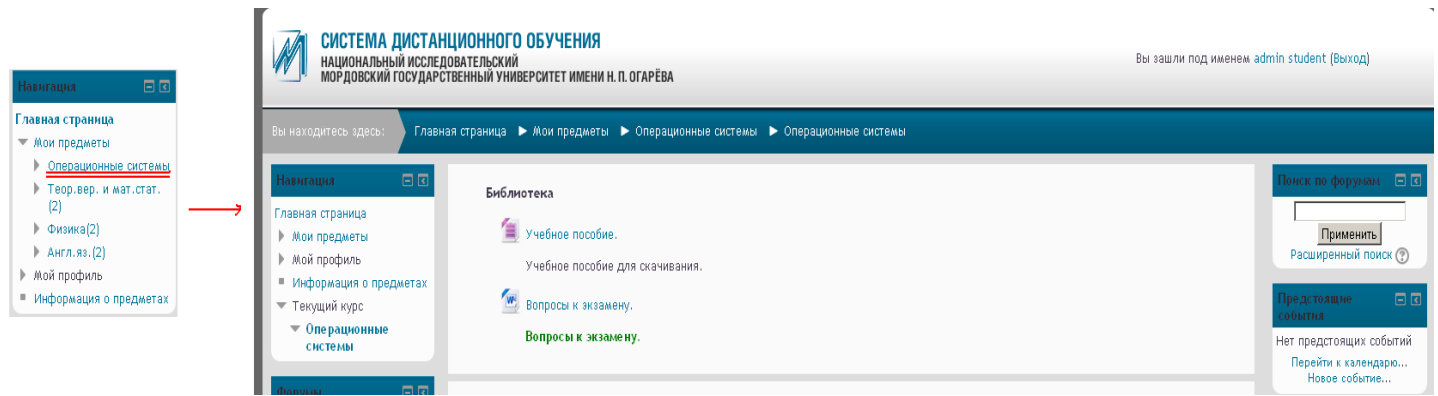 Навигация
Главная страница
Мои предметы
Операционные системы
Теор.вер. и мат.стат.
(2)
Физика(2)
Англ.яз.(2)
Мой профиль
Информация о предметах
СИСТЕМА ДИСТАНЦИОННОГО ОБУЧЕНИЯ
НАЦИОНАЛЬНЫЙ ИССЛЕДОВАТЕЛЬСКИЙ
МОРДОВСКИЙ ГОСУДАРСТВЕННЫЙ УНИВЕРСИТЕТ ИМЕНИ Н. П. ОГАРЁВА
Вы зашли под именем admin student (Выход)
Вы находитесь здесь: Главная страница ► Мои предметы ► Операционные системы ► Операционные системы
Навигация
Главная страница
Мои предметы
Мой профиль
Информация о предметах
Текущий курс
Операционные
системы
Форумы
Библиотека
Учебное пособие.
Учебное пособие для скачивания.
Вопросы к экзамену.
Вопросы к экзамену.
Поиск по форумам
Применить
Расширенный поиск
Предстоящие
события
Нет предстоящих событий
Перейти к календарю...
Новое событие...